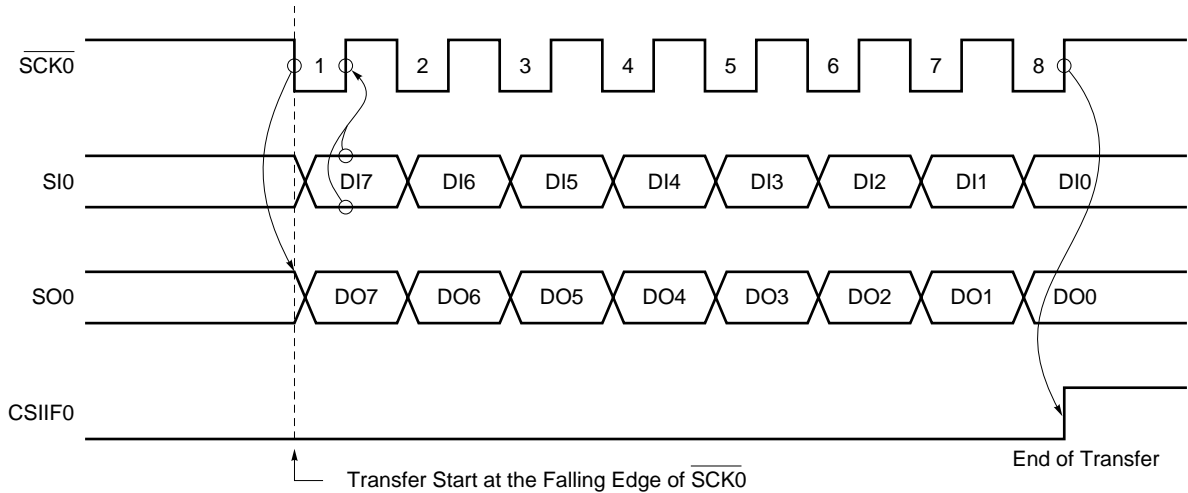 SCK0 1 2 3 4 5 6 7 8
SI0 DI7 DI6 DI5 DI4 DI3 DI2 DI1 DI0
SO0 DO7 DO6 DO5 DO4 DO3 DO2 DO1 DO0
CSIIF0
End of Transfer
Transfer Start at the Falling Edge of SCK0